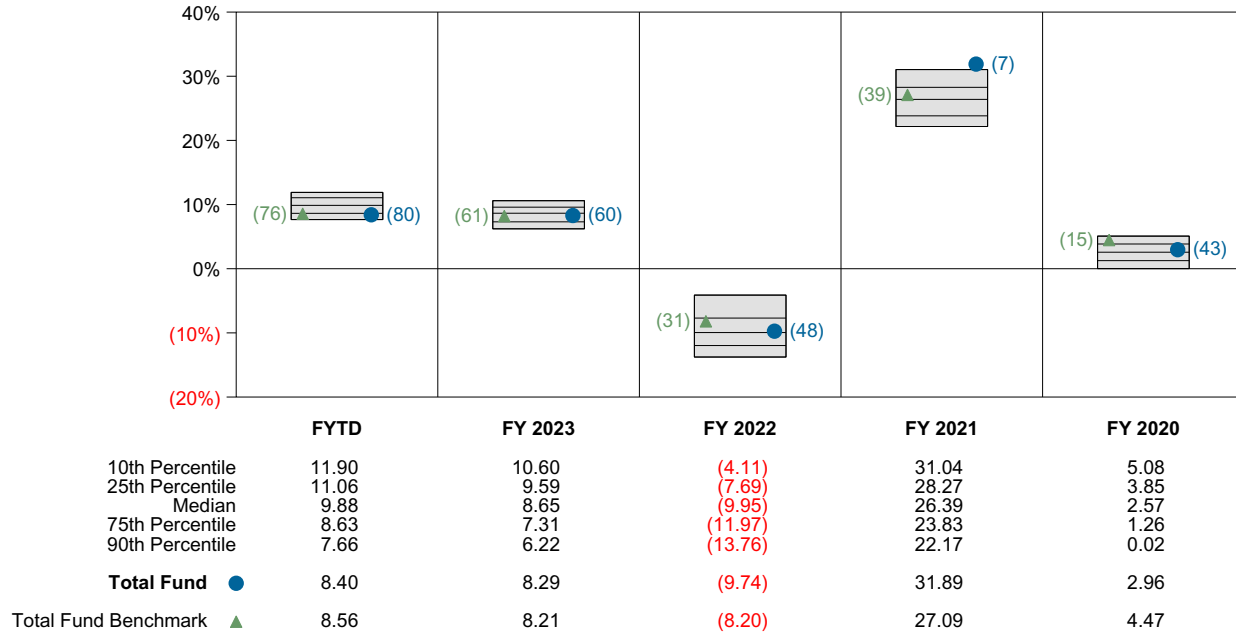 40%
30%
(7)
(39)
20%
10%
(76) (80) (61) (60)
(15) (43)
0%
(31) (48)
(10%)
(20%)
FYTD FY 2023 FY 2022 FY 2021 FY 2020
10th Percentile 11.90 10.60 (4.11) 31.04 5.08
25th Percentile 11.06 9.59 (7.69) 28.27 3.85
Median 9.88 8.65 (9.95) 26.39 2.57
75th Percentile 8.63 7.31 (11.97) 23.83 1.26
90th Percentile 7.66 6.22 (13.76) 22.17 0.02
Total Fund 8.40 8.29 (9.74) 31.89 2.96
Total Fund Benchmark 8.56 8.21 (8.20) 27.09 4.47